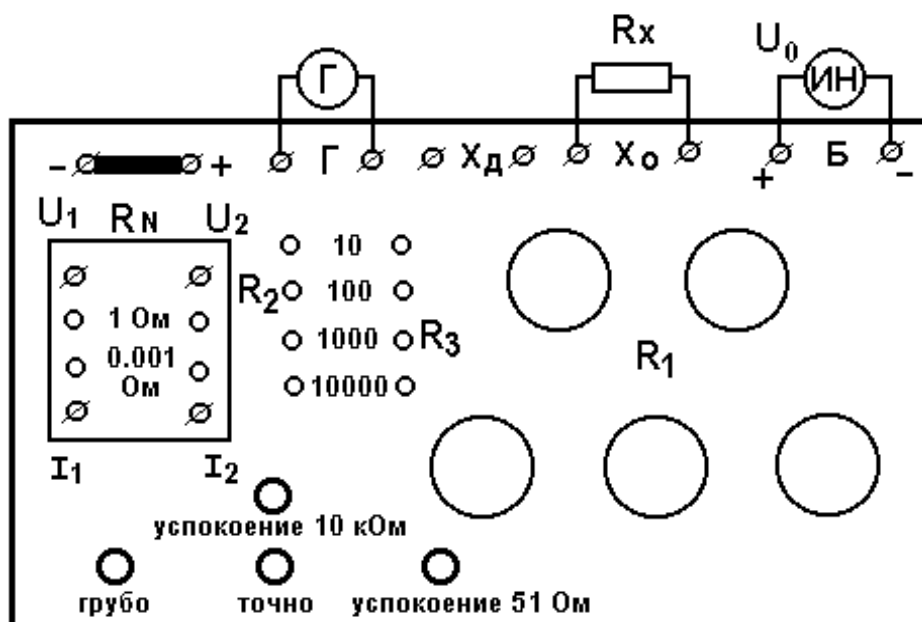 Rx
U0
Г
ИН
- + Г Хд Хо + Б -
U1 RN U2
10
R2 100
1 Ом
1000 R3
0.001
Ом
R1
10000
I1 I2
успокоение 10 кОм
грубо точно успокоение 51 Ом